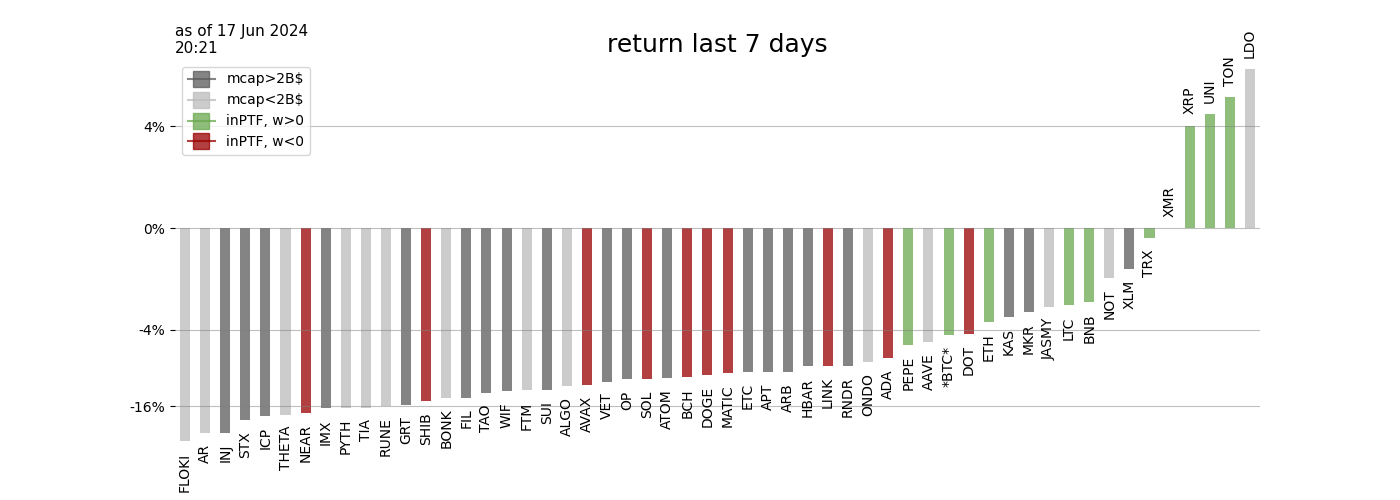 as of 17 Jun 2024
20:21
return last 7 days
mcap>2B$
mcap<2B$
inPTF, w>0
inPTF, w<0
4%
0%
-4%
-16%
FLOKI
AR
INJ
STX
ICP
THETA
NEAR
IMX
PYTH
TIA
RUNE
GRT
SHIB
BONK
FIL
TAO
WIF
FTM
SUI
ALGO
AVAX
VET
OP
SOL
ATOM
BCH
DOGE
MATIC
ETC
APT
ARB
HBAR
LINK
RNDR
ONDO
ADA
PEPE
AAVE
*BTC*
DOT
ETH
KAS
MKR
JASMY
LTC
BNB
NOT
XLM
TRX
XMR
XRP
UNI
TON
LDO